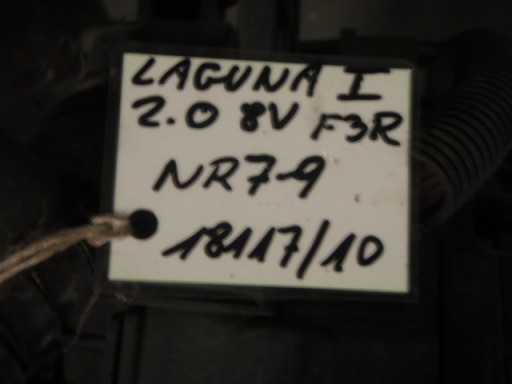 LAGUNA I
2.0 8V F3R
NR7-9
18117/10